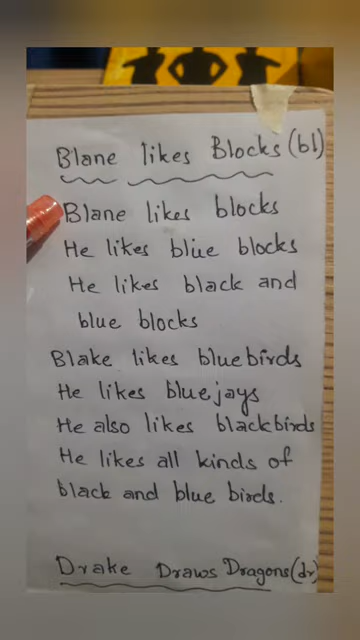 Blane likes Blocks (bl)
Blane likes blocks
He likes blue blocks
He likes black and
blue blocks
Blake likes bluebirds
He likes bluejays
He also likes blackbirds
He likes all kinds of
black and blue birds.
Drake Draws Dragons (dr)